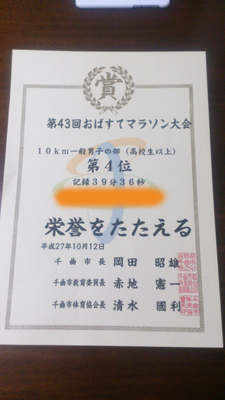 賞
第43回おばすてマラソン大会
10km一般男子の部(高校生以上)
第4位
記録39分36秒
栄誉をたたえる
平成27年10月12日
千曲市長 岡田 昭雄
千曲市教育委員長 赤地 憲一
千曲市体育協会長 清水 國利